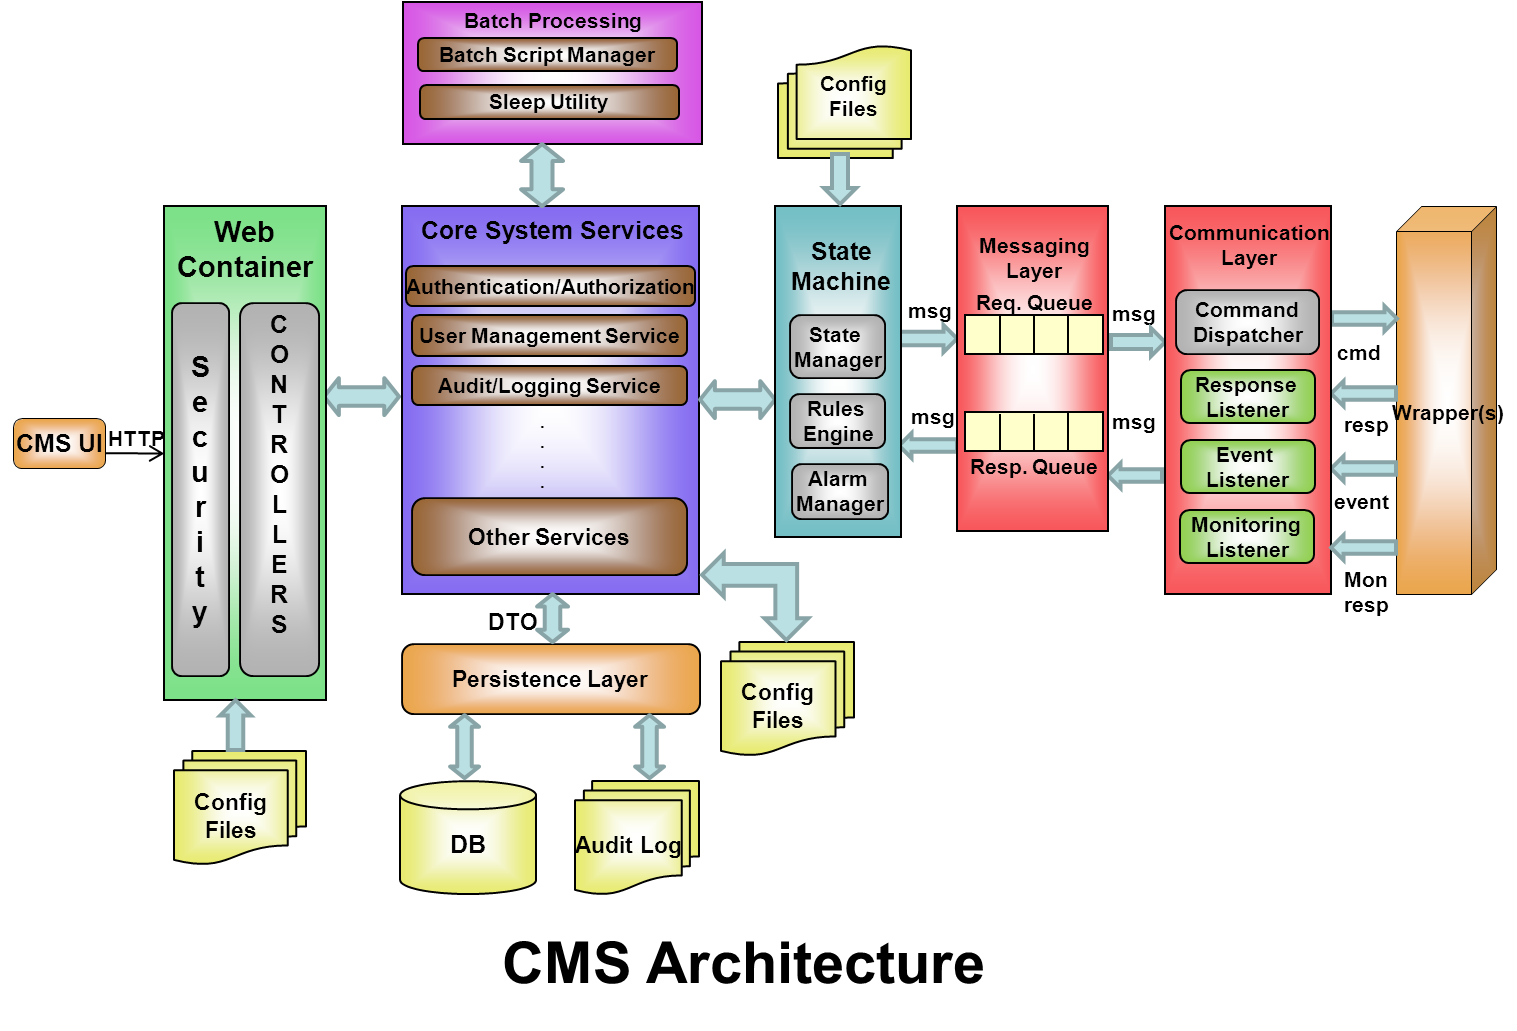 Batch Processing
Batch Script Manager
Sleep Utility
Config
Files
Web
Container
Security
CONTROLLERS
CMS UI
HTTP
Config
Files
Core System Services
Authentication/Authorization
User Management Service
Audit/Logging Service
.
.
.
.
Other Services
DTO
Persistence Layer
DB
Audit Log
Config
Files
State
Machine
State
Manager
Rules
Engine
Alarm
Manager
msg
msg
Messaging
Layer
Req. Queue
Resp. Queue
msg
msg
Communication
Layer
Command
Dispatcher
Response
Listener
Event
Listener
Monitoring
Listener
cmd
resp
event
Mon
resp
Wrapper(s)
CMS Architecture